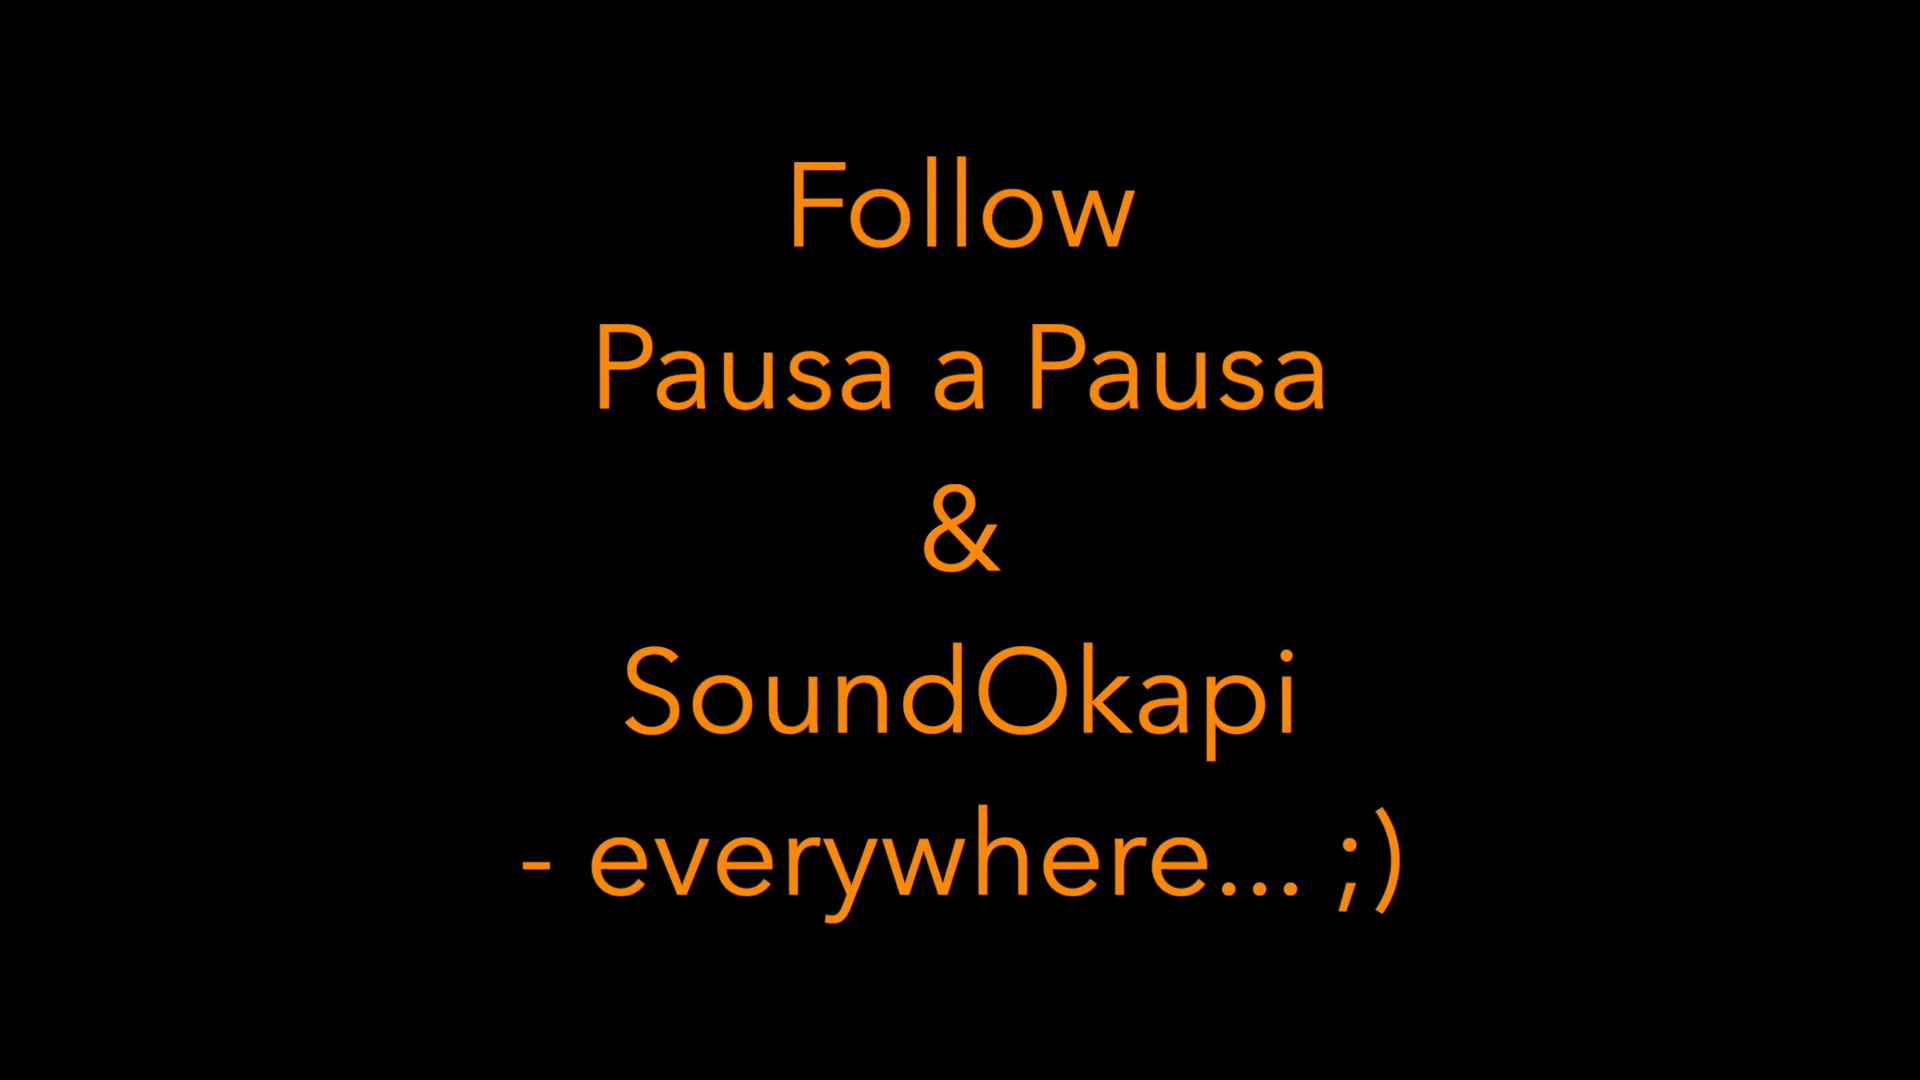 Follow
Pausa a Pausa
&
SoundOkapi
- everywhere... ;)